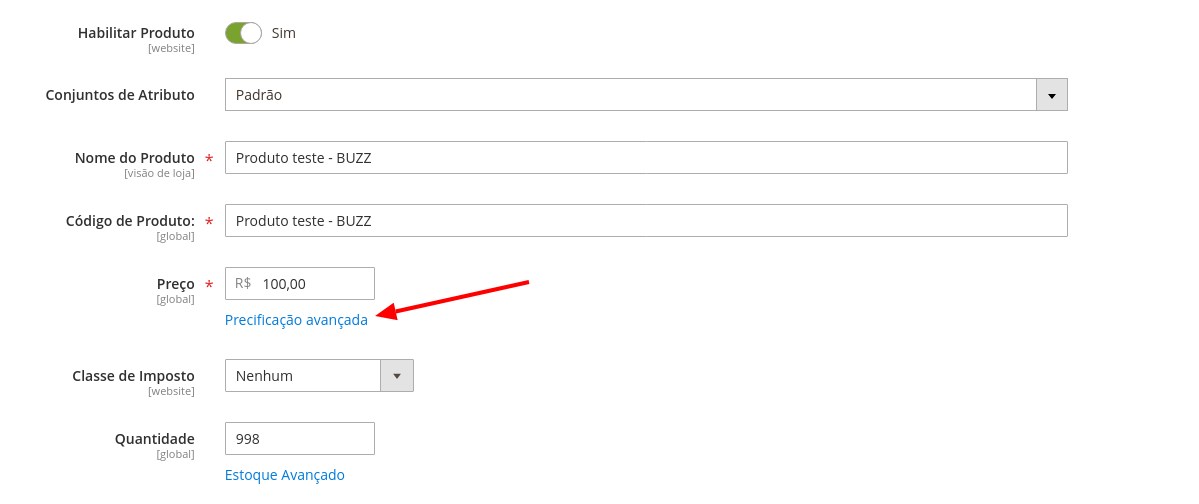 Habilitar Produto
Sim
[website]
Conjuntos de Atributo
Padrão
Nome do Produto *
Produto teste - BUZZ
[visão de loja]
Código de Produto: *
Produto teste - BUZZ
[global]
Preço *
R$ 100,00
[global]
Precificação avançada
Classe de Imposto
Nenhum
[website]
Quantidade
998
[global]
Estoque Avançado